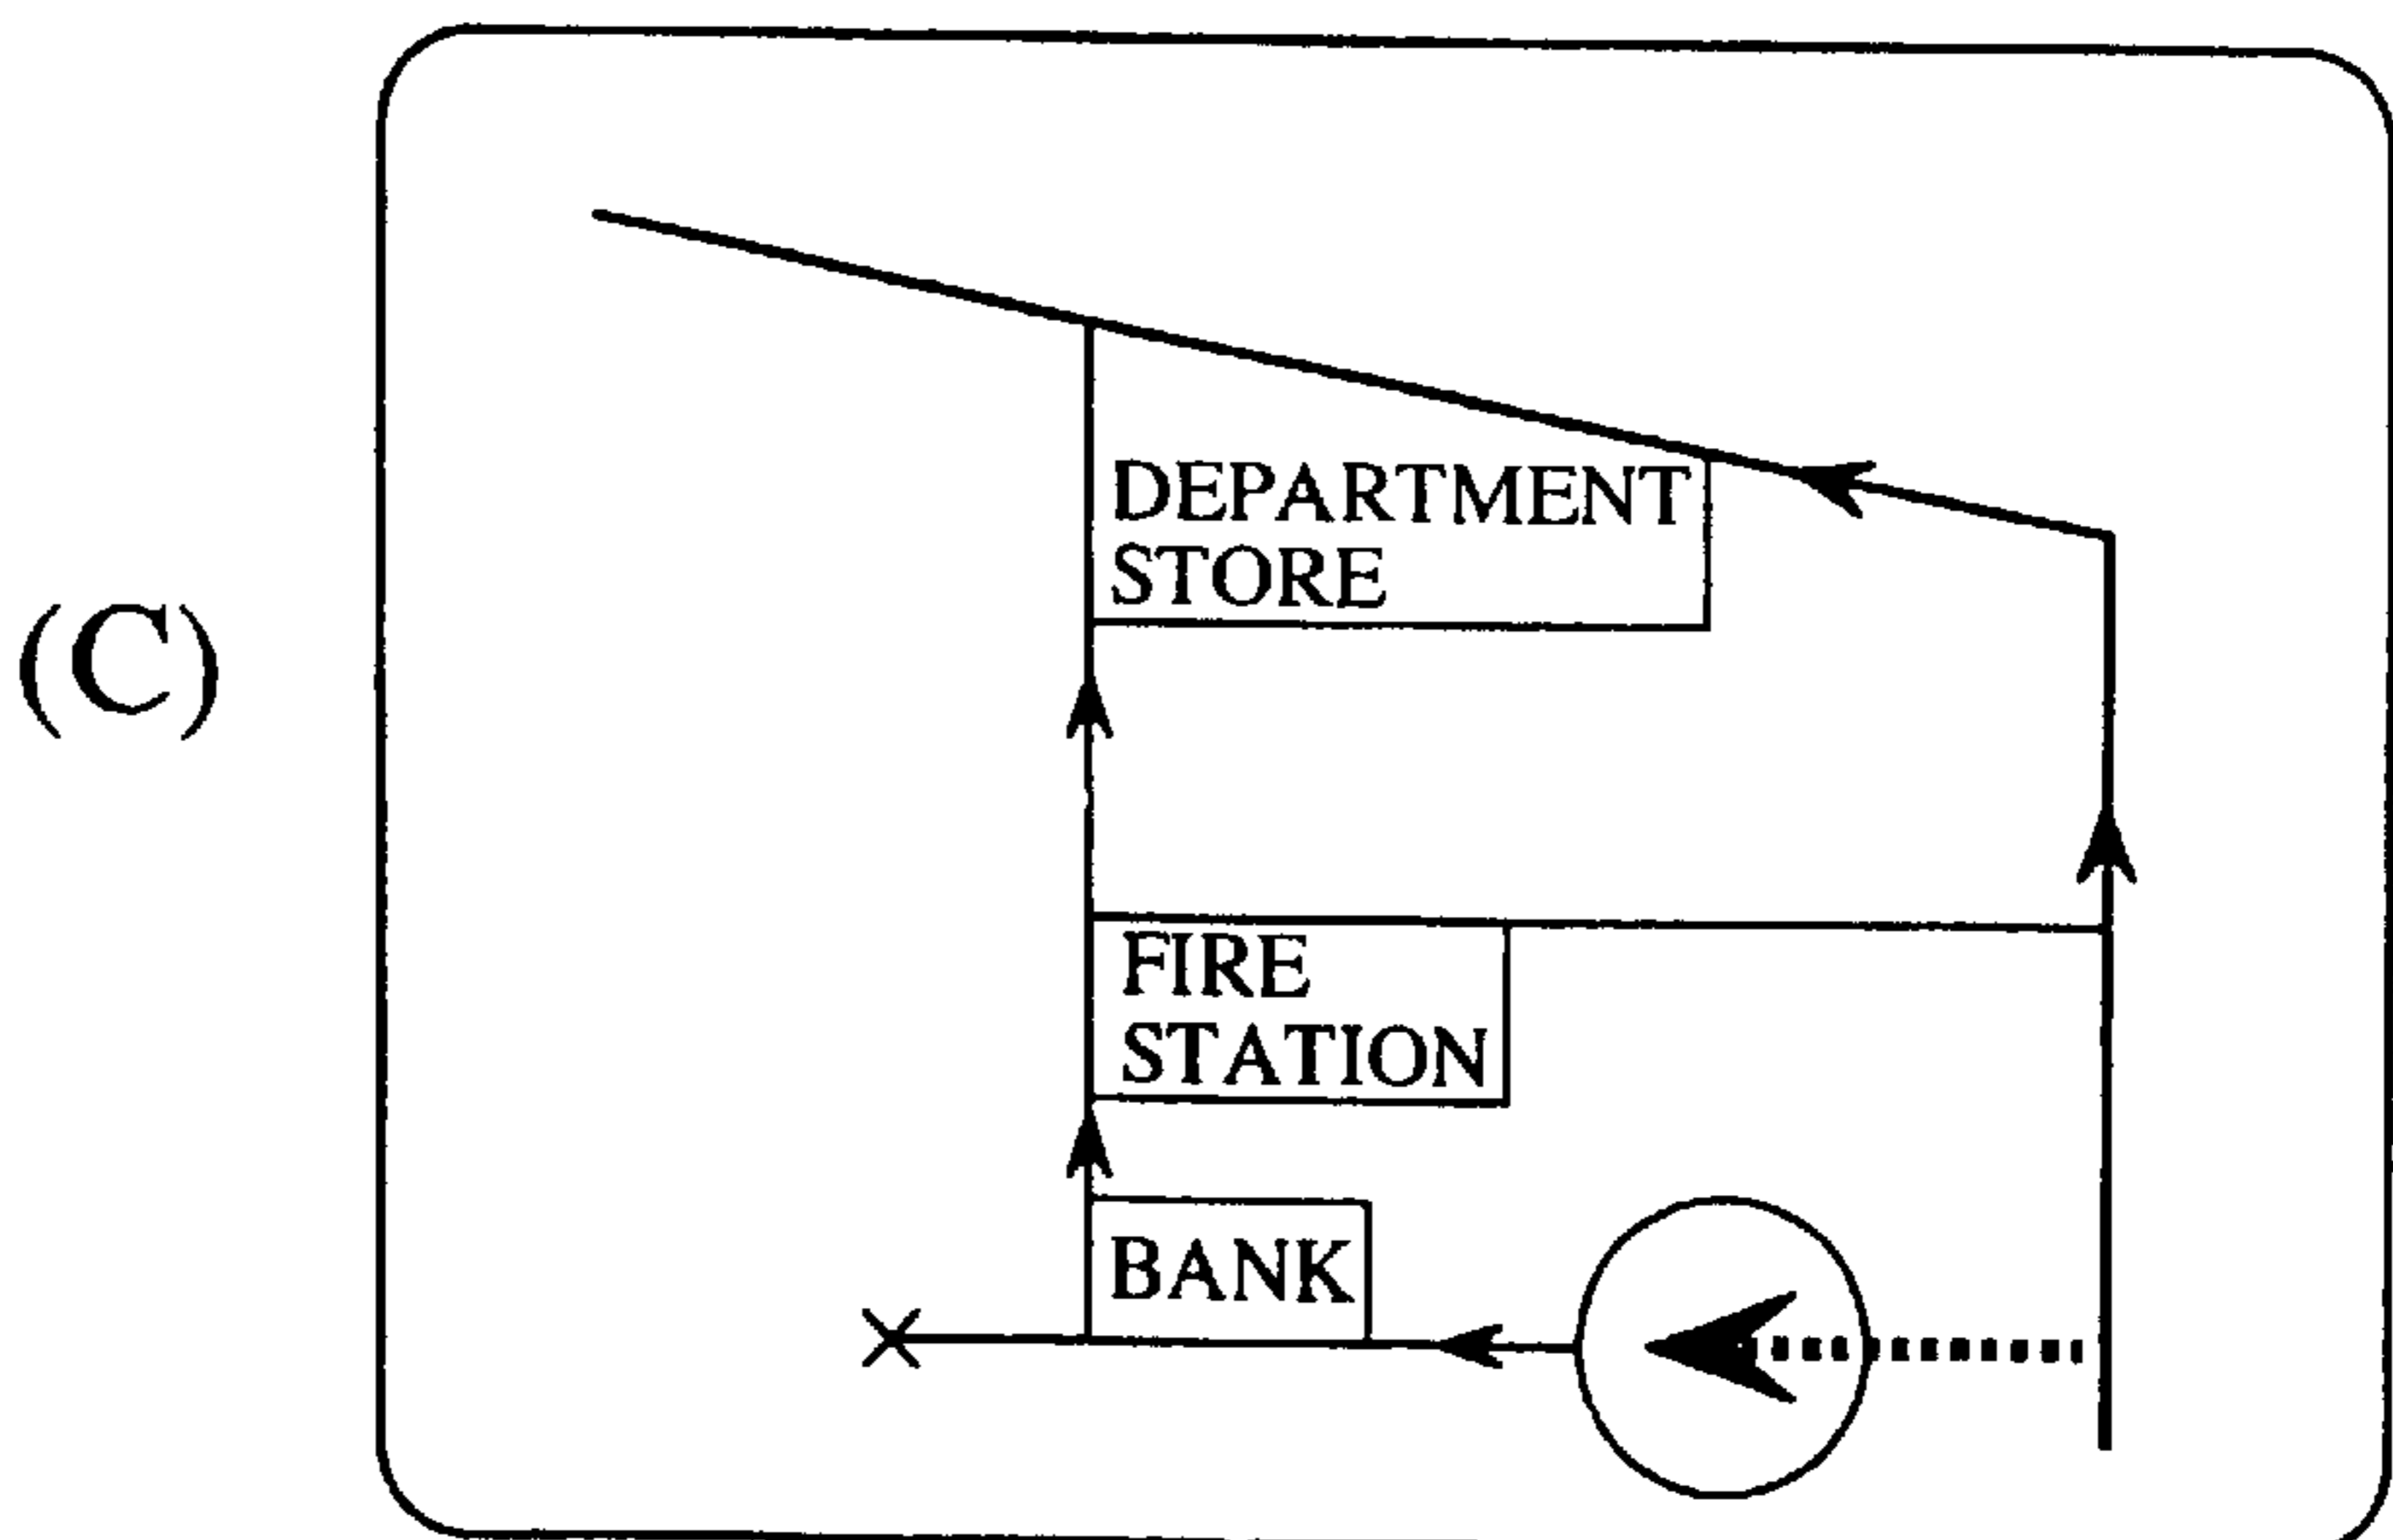 DEPARTMENT
STORE
(C)
FIRE
STATION
BANK